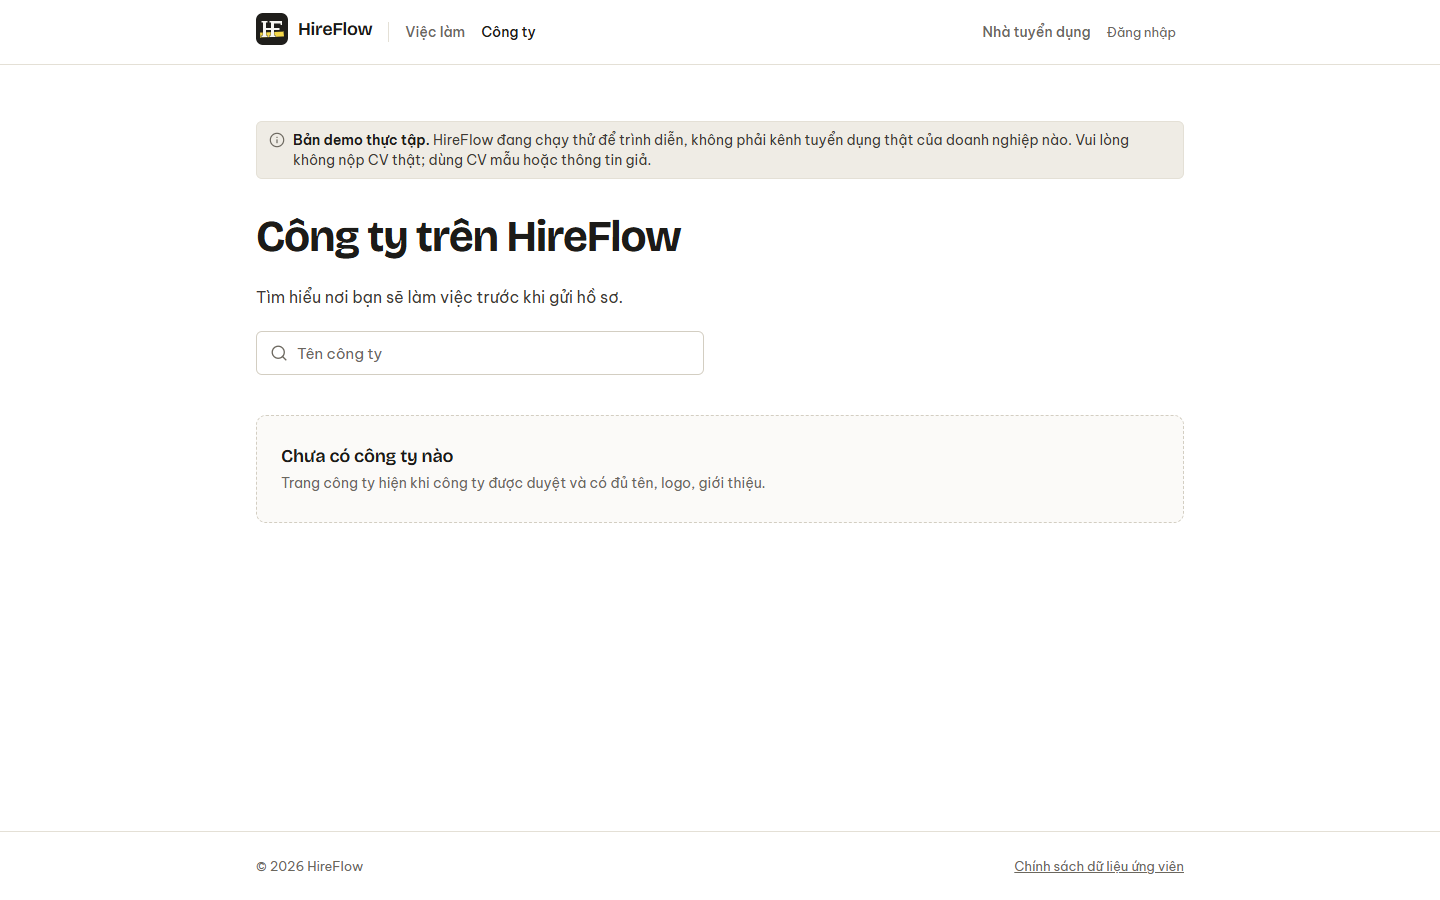 HF HireFlow
Việc làm
Công ty
Nhà tuyển dụng
Đăng nhập
Bản demo thực tập. HireFlow đang chạy thử để trình diễn, không phải kênh tuyển dụng thật của doanh nghiệp nào. Vui lòng
không nộp CV thật; dùng CV mẫu hoặc thông tin giả.
Công ty trên HireFlow
Tìm hiểu nơi bạn sẽ làm việc trước khi gửi hồ sơ.
Tên công ty
Chưa có công ty nào
Trang công ty hiện khi công ty được duyệt và có đủ tên, logo, giới thiệu.
© 2026 HireFlow
Chính sách dữ liệu ứng viên